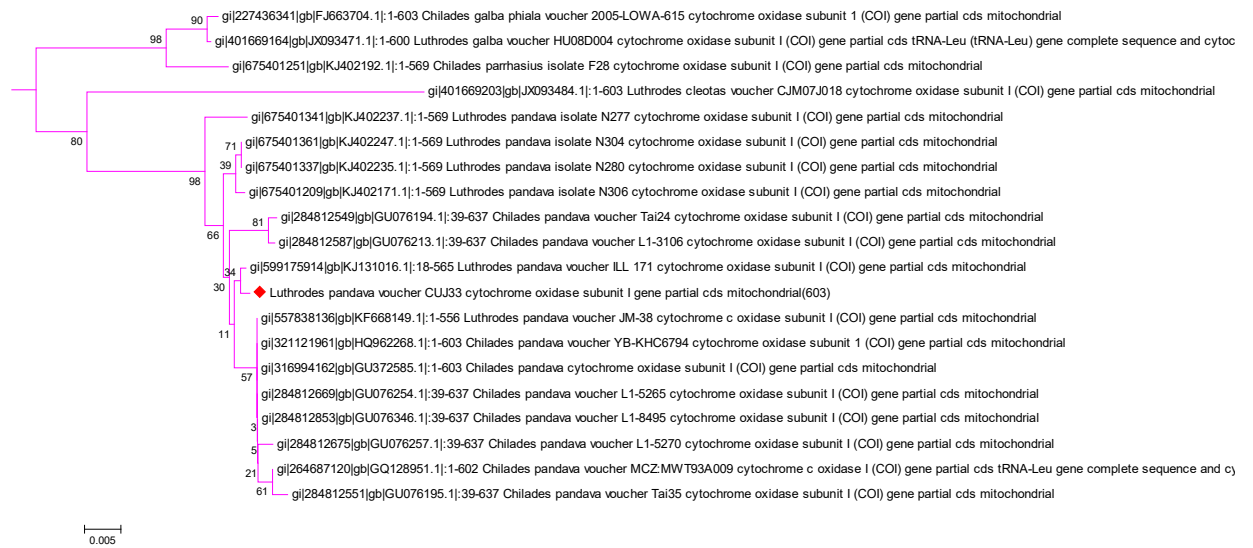 gi|227436341|gb|FJ663704.1|:1-603 Chilades galba phiala voucher 2005-LOWA-615 cytochrome oxidase subunit 1 (COI) gene partial cds mitochondrial
90
gi|401669164|gb|JX093471.1|:1-600 Luthrodes galba voucher HU08D004 cytochrome oxidase subunit I (COI) gene partial cds tRNA-Leu (tRNA-Leu) gene complete sequence and cytoc
98
gi|675401251|gb|KJ402192.1|:1-569 Chilades parrhasius isolate F28 cytochrome oxidase subunit I (COI) gene partial cds mitochondrial
gi|401669203|gb|JX093484.1|:1-603 Luthrodes cleotas voucher CJM07J018 cytochrome oxidase subunit I (COI) gene partial cds mitochondrial
gi|675401341|gb|KJ402237.1|:1-569 Luthrodes pandava isolate N277 cytochrome oxidase subunit I (COI) gene partial cds mitochondrial
80
gi|675401361|gb|KJ402247.1|:1-569 Luthrodes pandava isolate N304 cytochrome oxidase subunit I (COI) gene partial cds mitochondrial
71
gi|675401337|gb|KJ402235.1|:1-569 Luthrodes pandava isolate N280 cytochrome oxidase subunit I (COI) gene partial cds mitochondrial
39
98
gi|675401209|gb|KJ402171.1|:1-569 Luthrodes pandava isolate N306 cytochrome oxidase subunit I (COI) gene partial cds mitochondrial
gi|284812549|gb|GU076194.1|:39-637 Chilades pandava voucher Tai24 cytochrome oxidase subunit I (COI) gene partial cds mitochondrial
81
66
gi|284812587|gb|GU076213.1|:39-637 Chilades pandava voucher L1-3106 cytochrome oxidase subunit I (COI) gene partial cds mitochondrial
gi|599175914|gb|KJ131016.1|:18-565 Luthrodes pandava voucher ILL 171 cytochrome oxidase subunit I (COI) gene partial cds mitochondrial
34
30
Luthrodes pandava voucher CUJ33 cytochrome oxidase subunit I gene partial cds mitochondrial(603)
gi|557838136|gb|KF668149.1|:1-556 Luthrodes pandava voucher JM-38 cytochrome c oxidase subunit I (COI) gene partial cds mitochondrial
11
gi|321121961|gb|HQ962268.1|:1-603 Chilades pandava voucher YB-KHC6794 cytochrome oxidase subunit 1 (COI) gene partial cds mitochondrial
gi|316994162|gb|GU372585.1|:1-603 Chilades pandava cytochrome oxidase subunit I (COI) gene partial cds mitochondrial
57
gi|284812669|gb|GU076254.1|:39-637 Chilades pandava voucher L1-5265 cytochrome oxidase subunit I (COI) gene partial cds mitochondrial
gi|284812853|gb|GU076346.1|:39-637 Chilades pandava voucher L1-8495 cytochrome oxidase subunit I (COI) gene partial cds mitochondrial
3
gi|284812675|gb|GU076257.1|:39-637 Chilades pandava voucher L1-5270 cytochrome oxidase subunit I (COI) gene partial cds mitochondrial
5
gi|264687120|gb|GQ128951.1|:1-602 Chilades pandava voucher MCZ:MWT93A009 cytochrome c oxidase I (COI) gene partial cds tRNA-Leu gene complete sequence and cy
21
61
gi|284812551|gb|GU076195.1|:39-637 Chilades pandava voucher Tai35 cytochrome oxidase subunit I (COI) gene partial cds mitochondrial
0.005